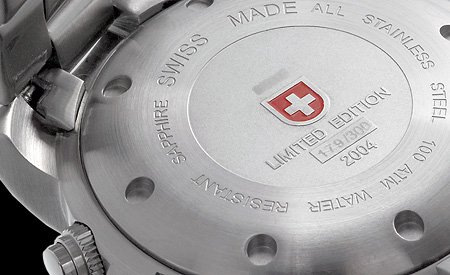 SWISS MADE ALL STAINLESS STEEL 100 ATM WATER RESISTANT SAPPHIRE
LIMITED EDITION
179/300
2004